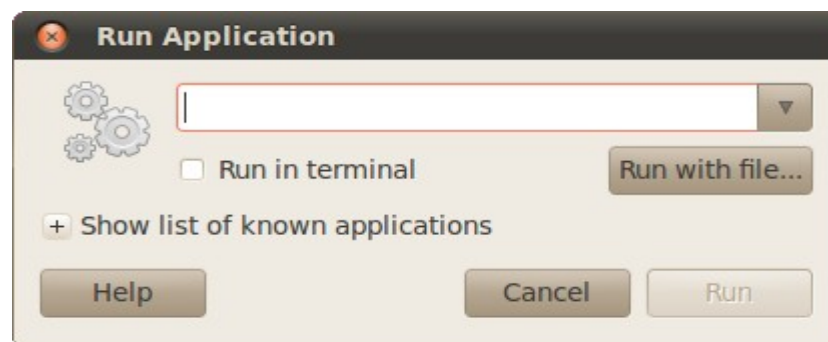 Run Application
Run in terminal
Run with file...
+ Show list of known applications
Help
Cancel
Run